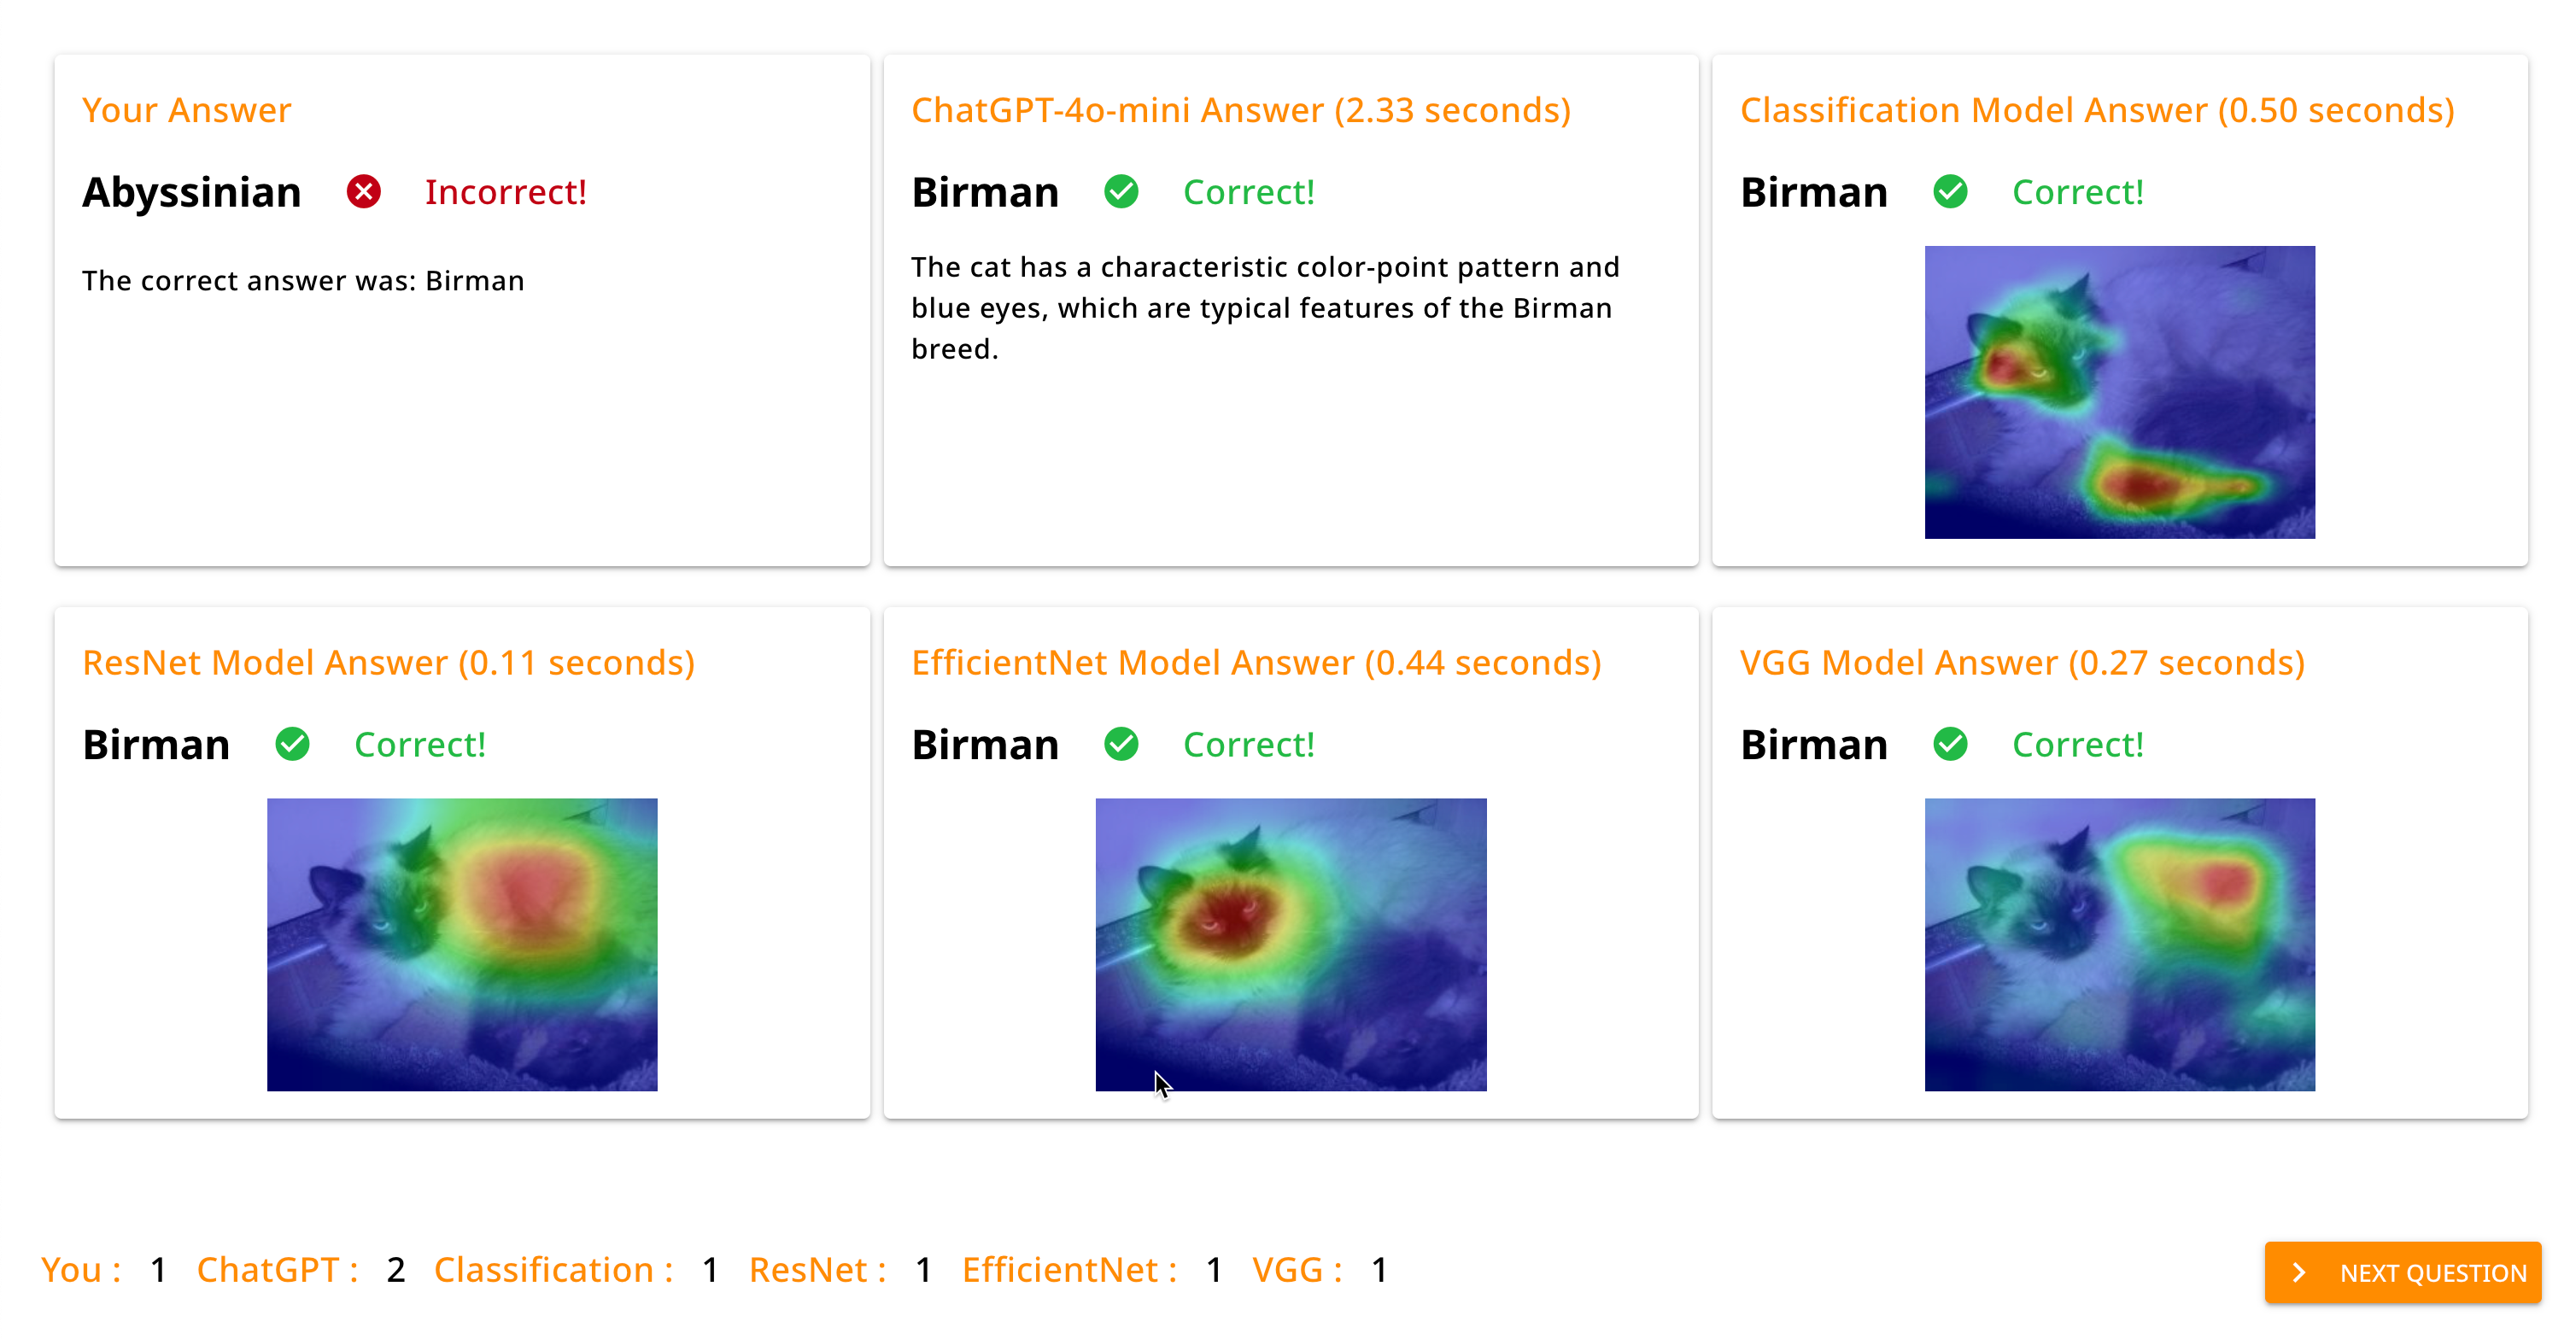 Your Answer
Abyssinian Incorrect!
The correct answer was: Birman
ChatGPT-4o-mini Answer (2.33 seconds)
Birman Correct!
The cat has a characteristic color-point pattern and
blue eyes, which are typical features of the Birman
breed.
Classification Model Answer (0.50 seconds)
Birman Correct!
ResNet Model Answer (0.11 seconds)
Birman Correct!
EfficientNet Model Answer (0.44 seconds)
Birman Correct!
VGG Model Answer (0.27 seconds)
Birman Correct!
You : 1 ChatGPT : 2 Classification : 1 ResNet : 1 EfficientNet : 1 VGG : 1
NEXT QUESTION